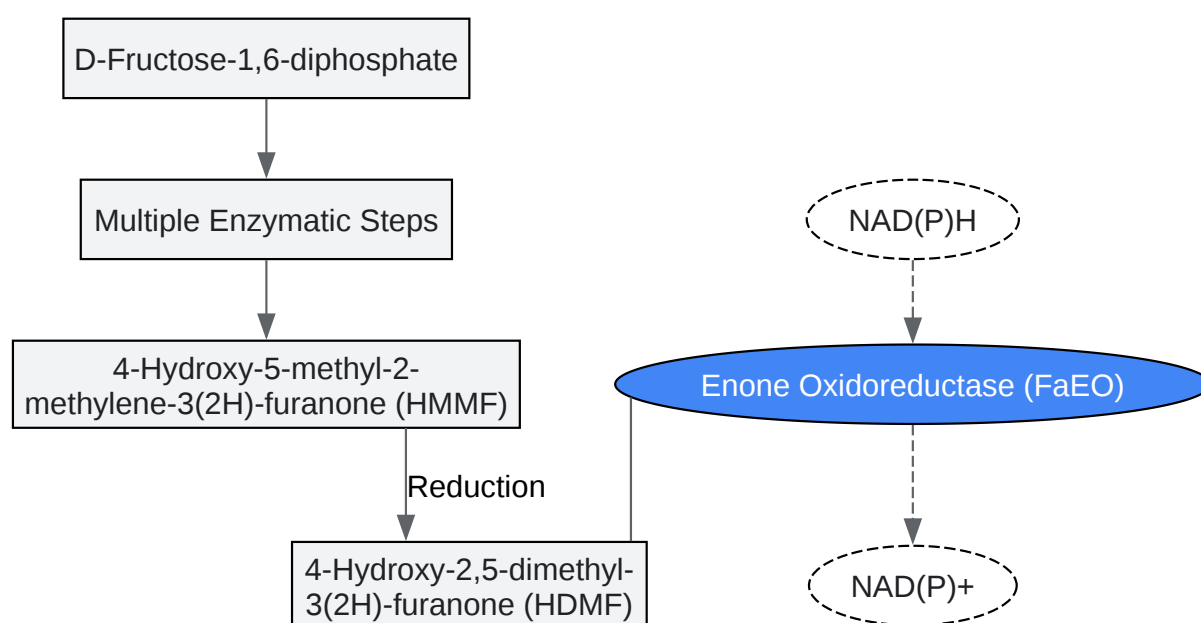 D-Fructose-1,6-diphosphate
Multiple Enzymatic Steps
NAD(P)H
4-Hydroxy-5-methyl-2-
methylene-3(2H)-furanone (HMMF)
Enone Oxidoreductase (FaEO)
Reduction
4-Hydroxy-2,5-dimethyl-
3(2H)-furanone (HDMF)
NAD(P)+